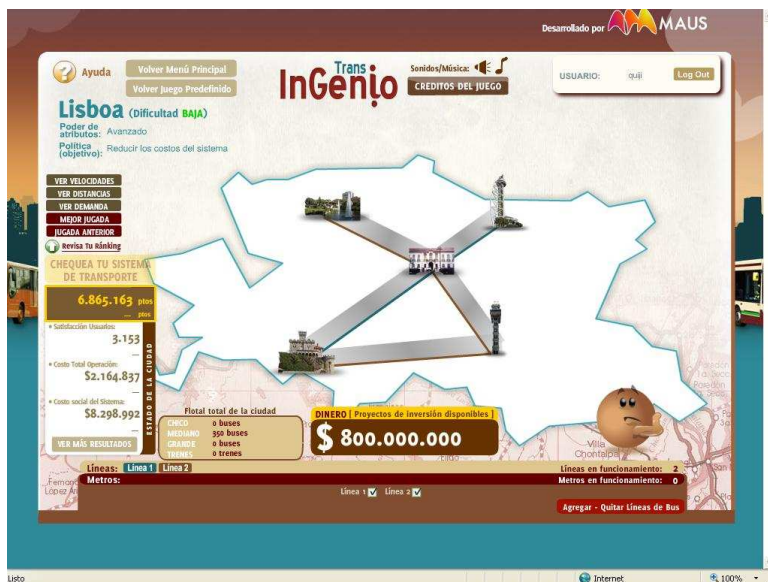 Desarrollado por MAUS
Ayuda
Volver Menú Principal
Volver Juego Predefinido
Trans
InGenio
Sonidos/Música:
CREDITOS DEL JUEGO
USUARIO: quiji Log Out
Lisboa (Dificultad BAJA)
Poder de atributos: Avanzado
Política (objetivo): Reducir los costos del sistema
VER VELOCIDADES
VER DISTANCIAS
VER DEMANDA
MEJOR JUGADA
JUGADA ANTERIOR
Revisa Tu Ránking
CHEQUEA TU SISTEMA
DE TRANSPORTE
6.865.163 ptos
__ ptos
• Satisfacción Usuarios:
3.153
• Costo Total Operación:
$2.164.837
• Costo social del Sistema:
$8.298.992
VER MÁS RESULTADOS
ESTADO DE LA CIUDAD
Flotal total de la ciudad
CHICO 0 buses
MEDIANO 350 buses
GRANDE 0 buses
TRENES 0 trenes
DINERO [ Proyectos de inversión disponibles ]
$ 800.000.000
Villa
Chontalpa
Líneas: Línea 1 Línea 2
Líneas en funcionamiento: 2
Metros:
Metros en funcionamiento: 0
Línea 1 Línea 2
Agregar - Quitar Líneas de Bus
Listo
Internet
100%